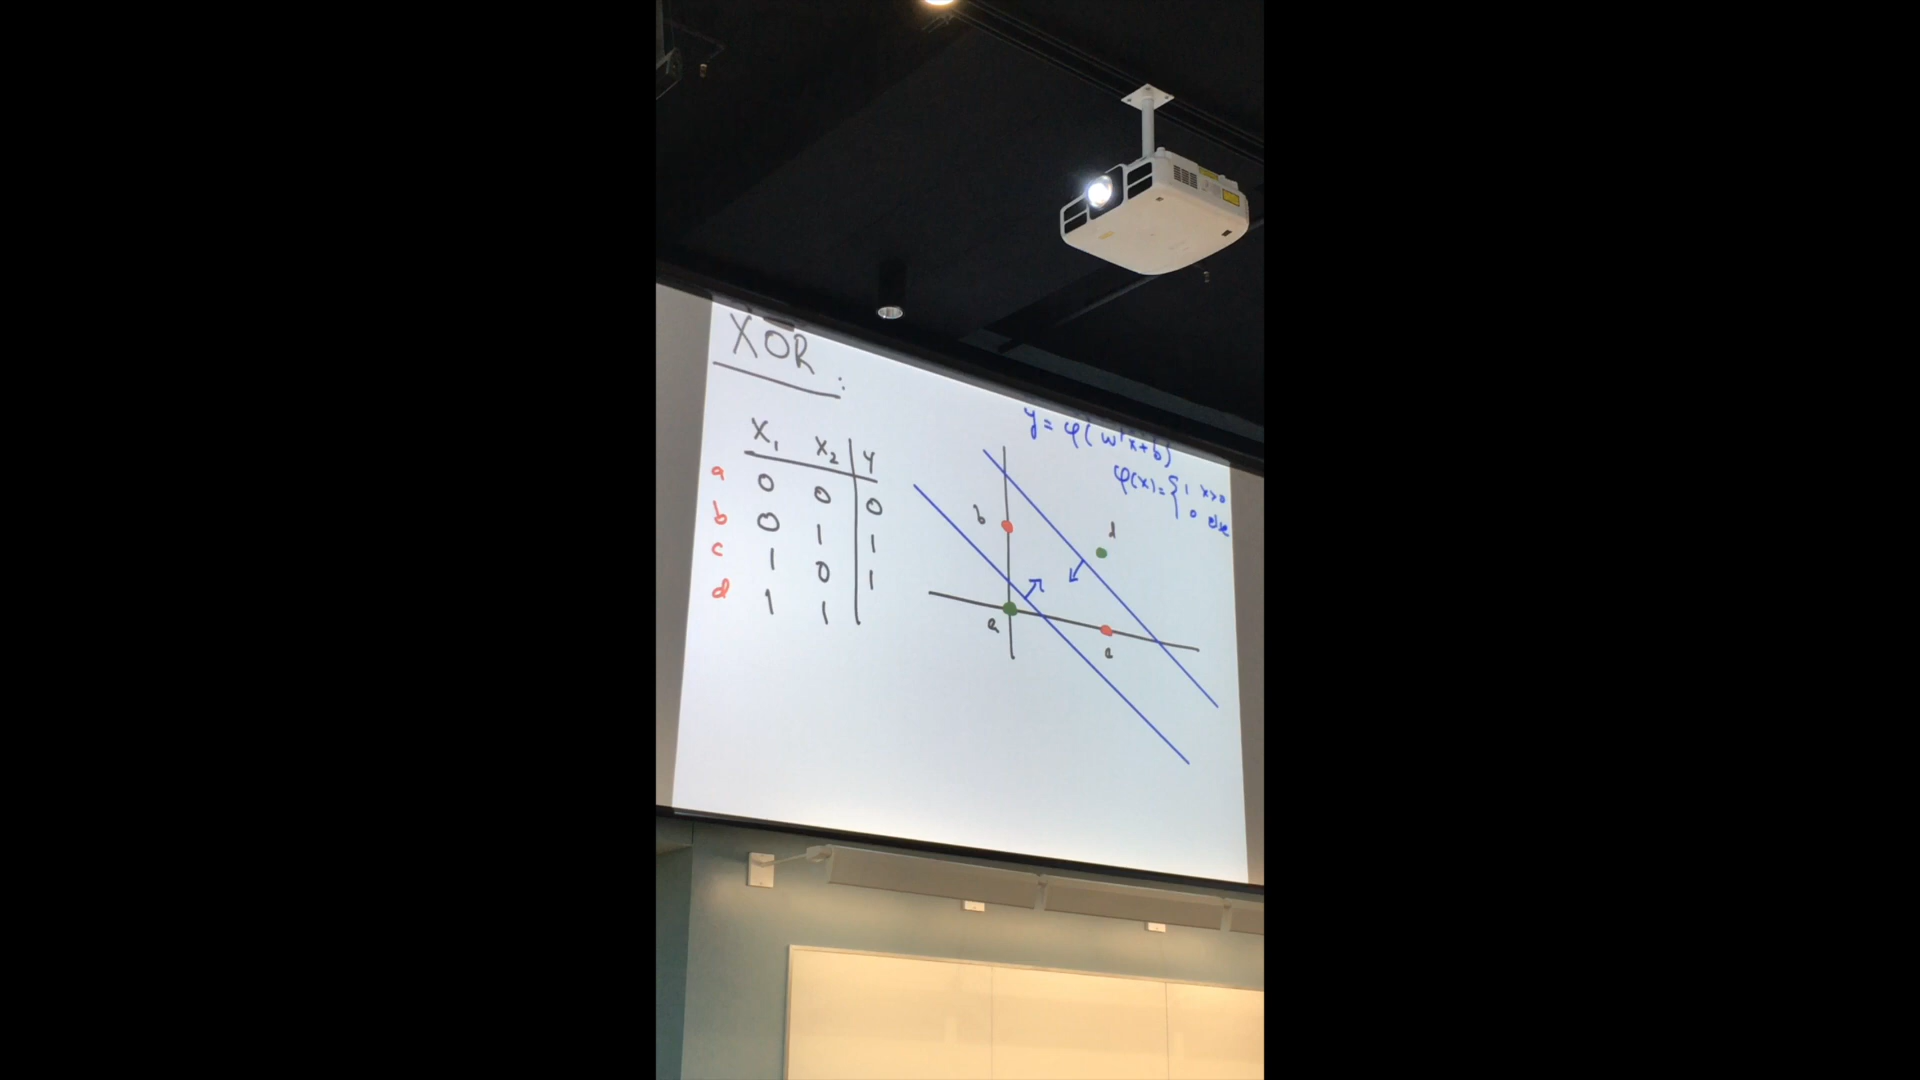 XOR :
X₁ X₂ Y
a 0 0 0
b 0 1 1
c 1 0 1
d 1 1
y = φ( wᵀx+b)
φ(x)= { 1 x>0
0 else
b
d
a
c